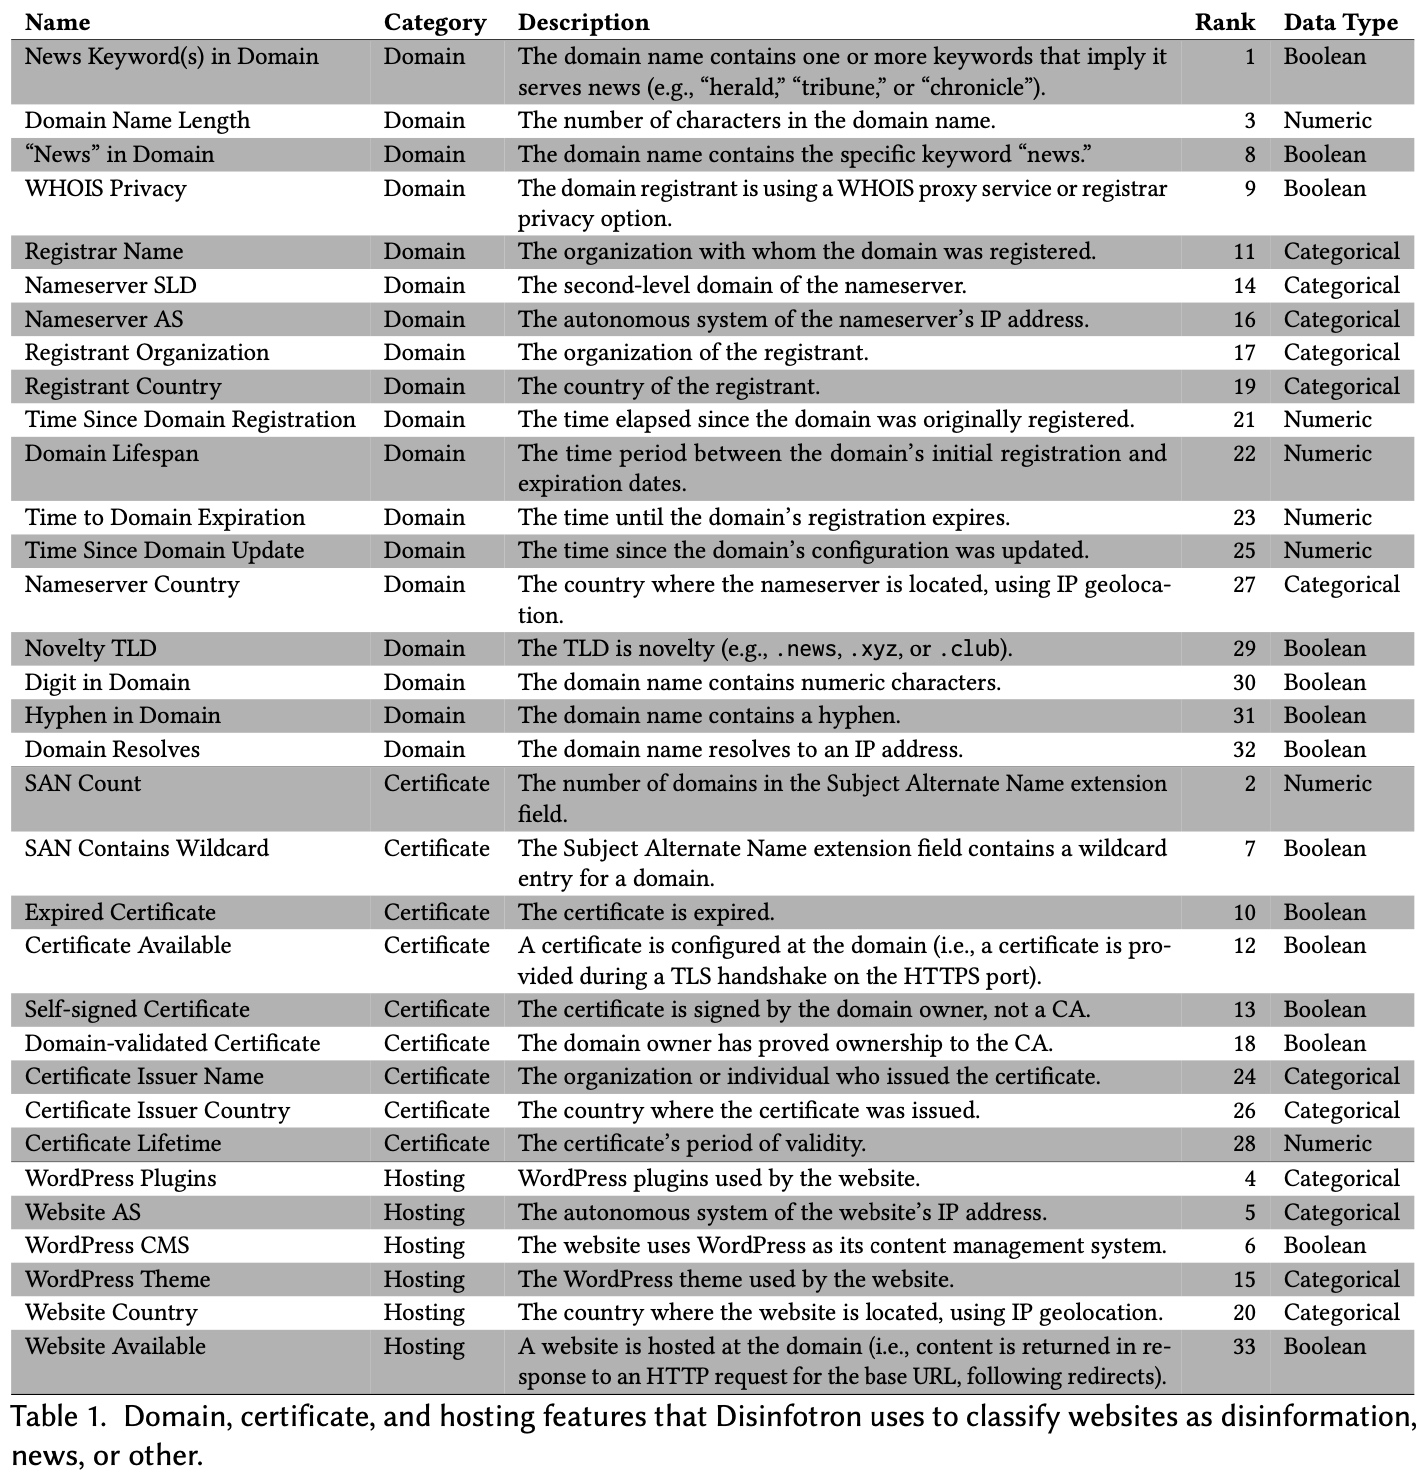 Name Category Description Rank Data Type
News Keyword(s) in Domain Domain The domain name contains one or more keywords that imply it 1 Boolean
serves news (e.g., “herald,” “tribune,” or “chronicle”).
Domain Name Length Domain The number of characters in the domain name. 3 Numeric
“News” in Domain Domain The domain name contains the specific keyword “news.” 8 Boolean
WHOIS Privacy Domain The domain registrant is using a WHOIS proxy service or registrar 9 Boolean
privacy option.
Registrar Name Domain The organization with whom the domain was registered. 11 Categorical
Nameserver SLD Domain The second-level domain of the nameserver. 14 Categorical
Nameserver AS Domain The autonomous system of the nameserver’s IP address. 16 Categorical
Registrant Organization Domain The organization of the registrant. 17 Categorical
Registrant Country Domain The country of the registrant. 19 Categorical
Time Since Domain Registration Domain The time elapsed since the domain was originally registered. 21 Numeric
Domain Lifespan Domain The time period between the domain’s initial registration and 22 Numeric
expiration dates.
Time to Domain Expiration Domain The time until the domain’s registration expires. 23 Numeric
Time Since Domain Update Domain The time since the domain’s configuration was updated. 25 Numeric
Nameserver Country Domain The country where the nameserver is located, using IP geoloca- 27 Categorical
tion.
Novelty TLD Domain The TLD is novelty (e.g., .news, .xyz, or .club). 29 Boolean
Digit in Domain Domain The domain name contains numeric characters. 30 Boolean
Hyphen in Domain Domain The domain name contains a hyphen. 31 Boolean
Domain Resolves Domain The domain name resolves to an IP address. 32 Boolean
SAN Count Certificate The number of domains in the Subject Alternate Name extension 2 Numeric
field.
SAN Contains Wildcard Certificate The Subject Alternate Name extension field contains a wildcard 7 Boolean
entry for a domain.
Expired Certificate Certificate The certificate is expired. 10 Boolean
Certificate Available Certificate A certificate is configured at the domain (i.e., a certificate is pro- 12 Boolean
vided during a TLS handshake on the HTTPS port).
Self-signed Certificate Certificate The certificate is signed by the domain owner, not a CA. 13 Boolean
Domain-validated Certificate Certificate The domain owner has proved ownership to the CA. 18 Boolean
Certificate Issuer Name Certificate The organization or individual who issued the certificate. 24 Categorical
Certificate Issuer Country Certificate The country where the certificate was issued. 26 Categorical
Certificate Lifetime Certificate The certificate’s period of validity. 28 Numeric
WordPress Plugins Hosting WordPress plugins used by the website. 4 Categorical
Website AS Hosting The autonomous system of the website’s IP address. 5 Categorical
WordPress CMS Hosting The website uses WordPress as its content management system. 6 Boolean
WordPress Theme Hosting The WordPress theme used by the website. 15 Categorical
Website Country Hosting The country where the website is located, using IP geolocation. 20 Categorical
Website Available Hosting A website is hosted at the domain (i.e., content is returned in re- 33 Boolean
sponse to an HTTP request for the base URL, following redirects).
Table 1. Domain, certificate, and hosting features that Disinfotron uses to classify websites as disinformation,
news, or other.